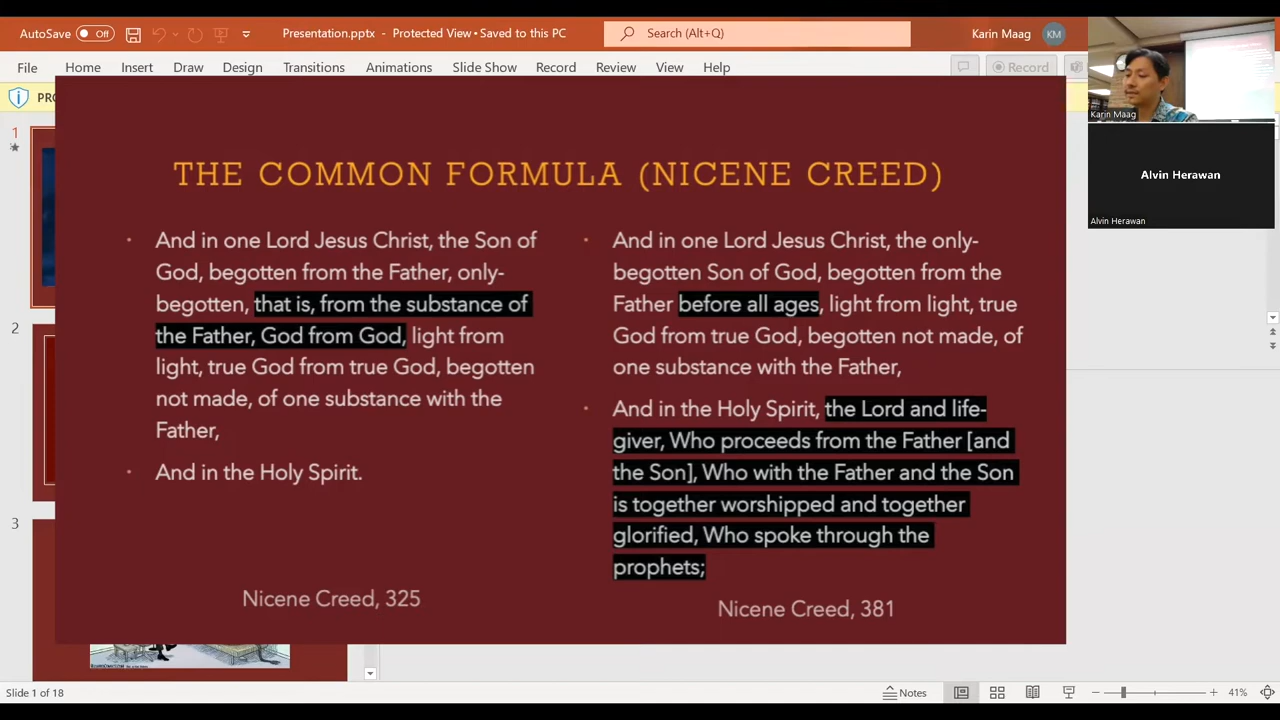 AutoSave Off Presentation.pptx - Protected View • Saved to this PC Search (Alt+Q) Karin Maag KM
File Home Insert Draw Design Transitions Animations Slide Show Record Review View Help Record
PRO
1
2
3
THE COMMON FORMULA (NICENE CREED)
• And in one Lord Jesus Christ, the Son of
God, begotten from the Father, only-
begotten, that is, from the substance of
the Father, God from God, light from
light, true God from true God, begotten
not made, of one substance with the
Father,
• And in the Holy Spirit.
Nicene Creed, 325
• And in one Lord Jesus Christ, the only-
begotten Son of God, begotten from the
Father before all ages, light from light, true
God from true God, begotten not made, of
one substance with the Father,
• And in the Holy Spirit, the Lord and life-
giver, Who proceeds from the Father [and
the Son], Who with the Father and the Son
is together worshipped and together
glorified, Who spoke through the
prophets;
Nicene Creed, 381
Karin Maag
Alvin Herawan
Alvin Herawan
Slide 1 of 18 Notes 41%